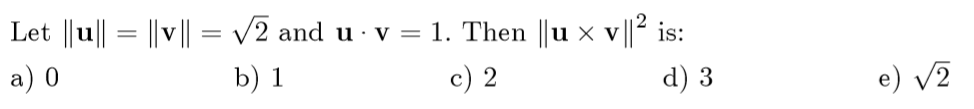 Let ‖u‖ = ‖v‖ = √2 and u · v = 1. Then ‖u × v‖² is:
a) 0 b) 1 c) 2 d) 3 e) √2